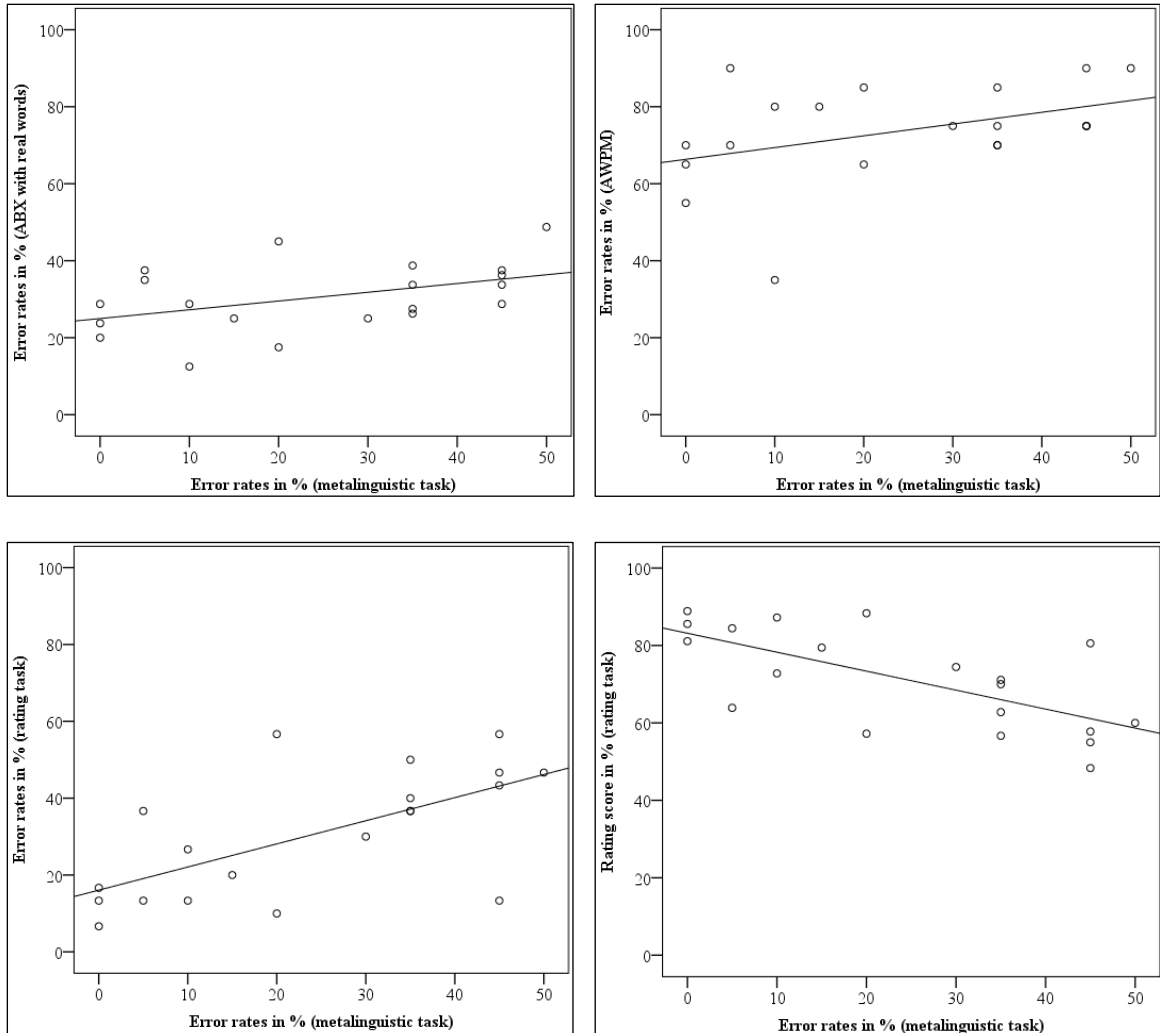 Error rates in % (ABX with real words)
100
80
60
40
20
0
0 10 20 30 40 50
Error rates in % (metalinguistic task)
Error rates in % (AWPM)
100
80
60
40
20
0
0 10 20 30 40 50
Error rates in % (metalinguistic task)
Error rates in % (rating task)
100
80
60
40
20
0
0 10 20 30 40 50
Error rates in % (metalinguistic task)
Rating score in % (rating task)
100
80
60
40
20
0
0 10 20 30 40 50
Error rates in % (metalinguistic task)